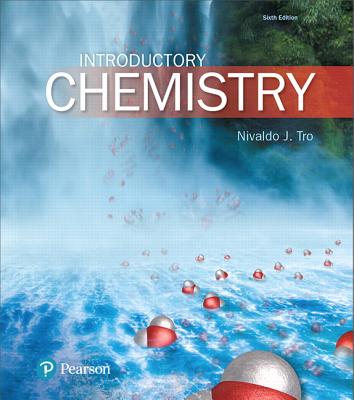 Sixth Edition
INTRODUCTORY
CHEMISTRY
Nivaldo J. Tro
Pearson